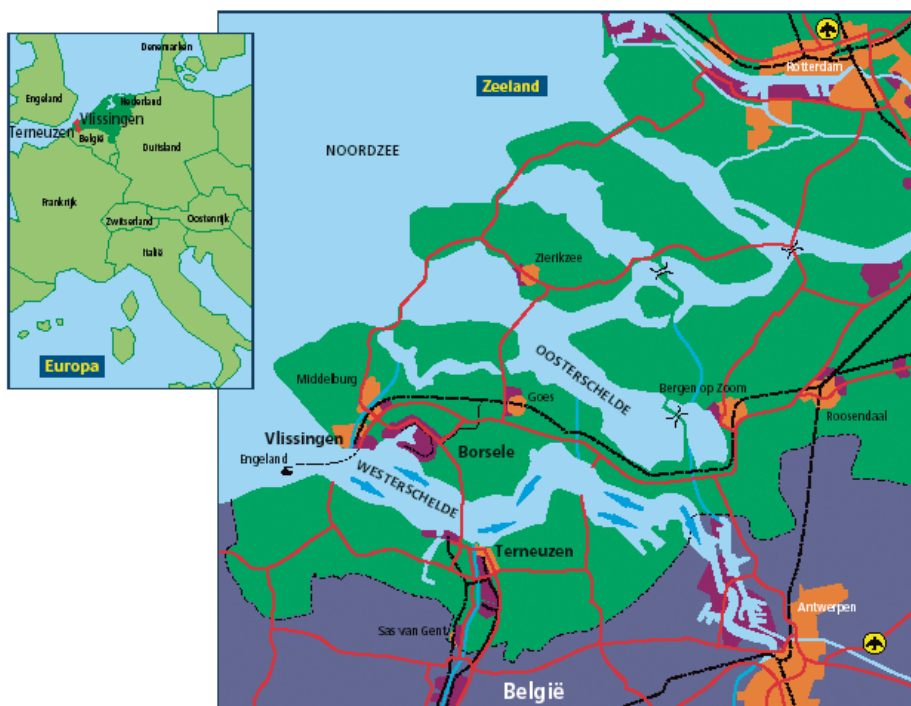 Denemarken
Engeland
Nederland
Vlissingen
Terneuzen
België
Duitsland
Frankrijk
Zwitserland
Oostenrijk
Italië
Europa
Rotterdam
Zeeland
NOORDZEE
Zierikzee
OOSTERSCHELDE
Middelburg
Goes
Bergen op Zoom
Roosendaal
Vlissingen
Borsele
Engeland
WESTERSCHELDE
Terneuzen
Antwerpen
Sas van Gent
België